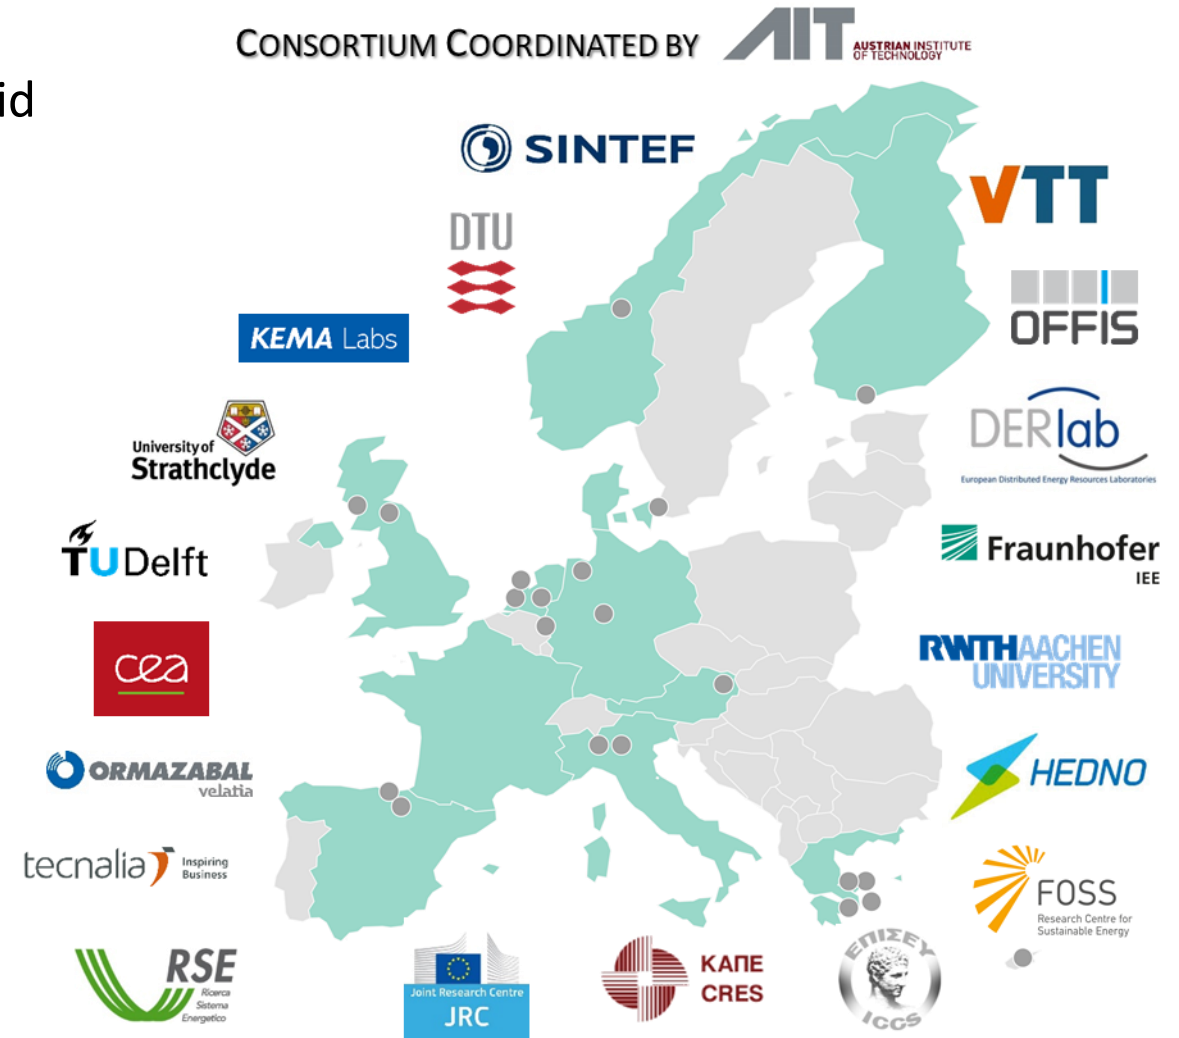 CONSORTIUM COORDINATED BY
AIT
AUSTRIAN INSTITUTE
OF TECHNOLOGY
id
SINTEF
VTT
DTU
OFFIS
KEMA Labs
DERlab
European Distributed Energy Resources Laboratories
University of
Strathclyde
TUDelft
Fraunhofer
IEE
cea
RWTHAACHEN
UNIVERSITY
ORMAZABAL
velatia
HEDNO
tecnalia
Inspiring
Business
FOSS
Research Centre for
Sustainable Energy
RSE
Ricerca
Sistema
Energetico
Joint Research Centre
JRC
ΚΑΠΕ
CRES
ΕΠΙΣΕΥ
ICCS